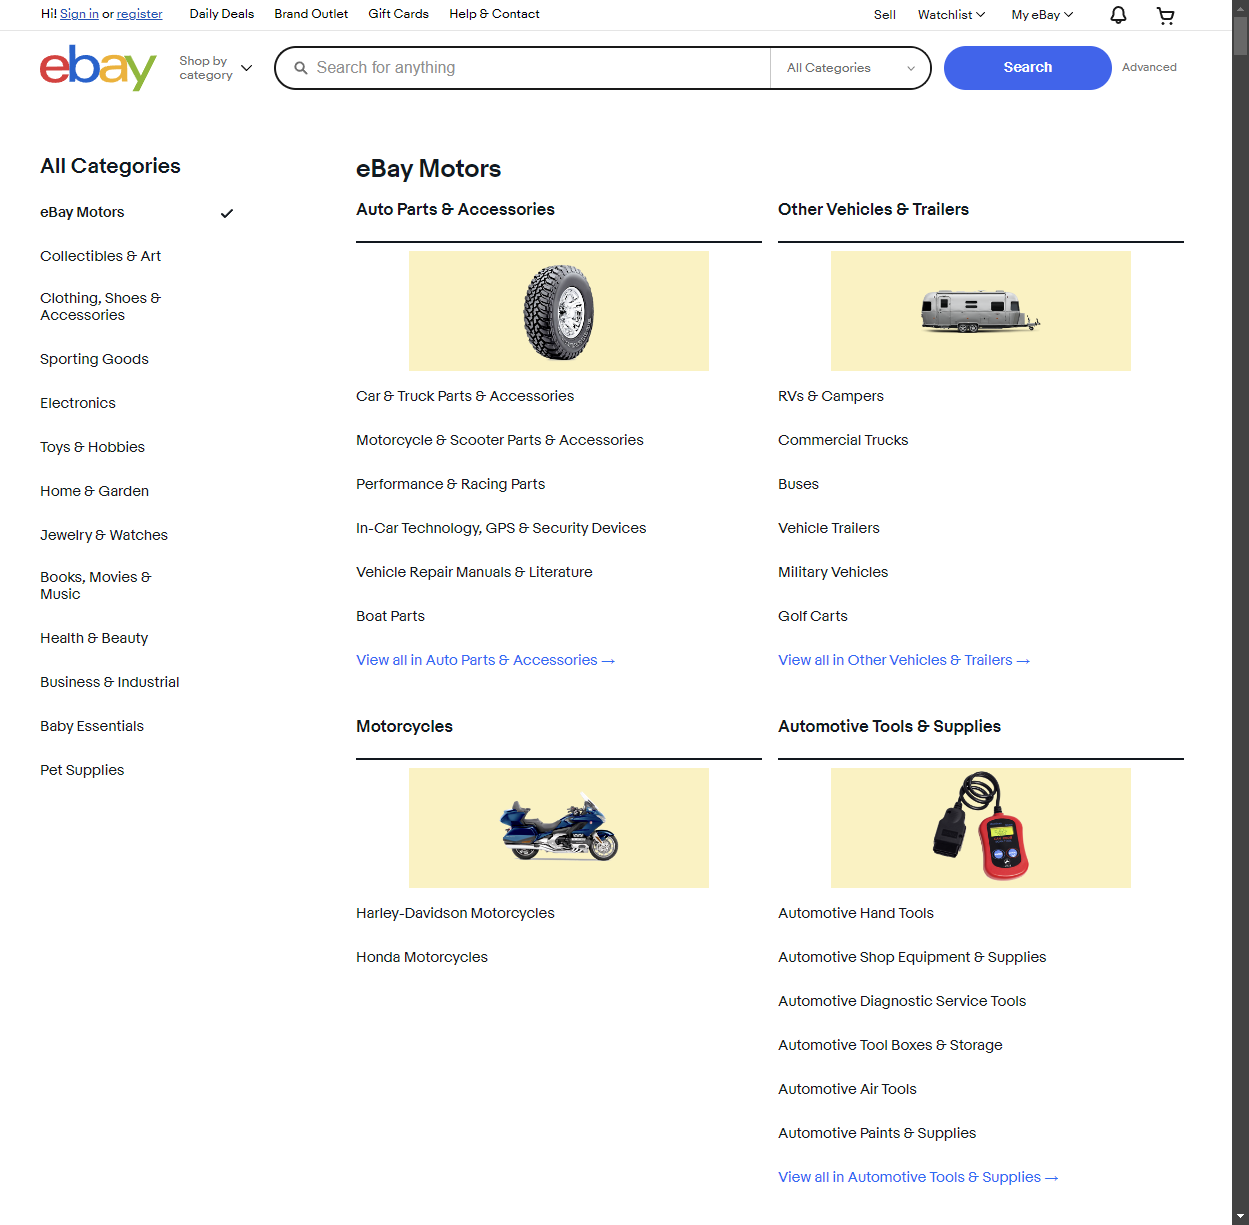 Hi! Sign in or register Daily Deals Brand Outlet Gift Cards Help & Contact Sell Watchlist My eBay
ebay
Shop by
category
Search for anything
All Categories
Search
Advanced
All Categories
eBay Motors
Collectibles & Art
Clothing, Shoes &
Accessories
Sporting Goods
Electronics
Toys & Hobbies
Home & Garden
Jewelry & Watches
Books, Movies &
Music
Health & Beauty
Business & Industrial
Baby Essentials
Pet Supplies
eBay Motors
Auto Parts & Accessories
Car & Truck Parts & Accessories
Motorcycle & Scooter Parts & Accessories
Performance & Racing Parts
In-Car Technology, GPS & Security Devices
Vehicle Repair Manuals & Literature
Boat Parts
View all in Auto Parts & Accessories →
Other Vehicles & Trailers
RVs & Campers
Commercial Trucks
Buses
Vehicle Trailers
Military Vehicles
Golf Carts
View all in Other Vehicles & Trailers →
Motorcycles
Harley-Davidson Motorcycles
Honda Motorcycles
Automotive Tools & Supplies
Automotive Hand Tools
Automotive Shop Equipment & Supplies
Automotive Diagnostic Service Tools
Automotive Tool Boxes & Storage
Automotive Air Tools
Automotive Paints & Supplies
View all in Automotive Tools & Supplies →